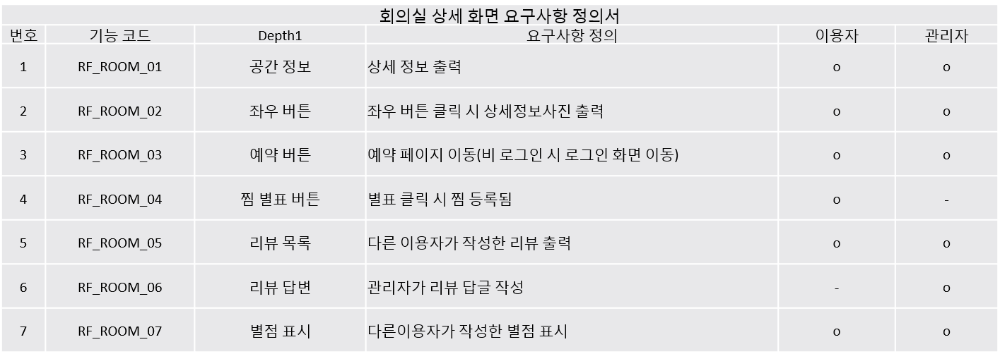 회의실 상세 화면 요구사항 정의서
번호 기능 코드 Depth1 요구사항 정의 이용자 관리자
1 RF_ROOM_01 공간 정보 상세 정보 출력 o o
2 RF_ROOM_02 좌우 버튼 좌우 버튼 클릭 시 상세정보사진 출력 o o
3 RF_ROOM_03 예약 버튼 예약 페이지 이동(비 로그인 시 로그인 화면 이동) o o
4 RF_ROOM_04 찜 별표 버튼 별표 클릭 시 찜 등록됨 o -
5 RF_ROOM_05 리뷰 목록 다른 이용자가 작성한 리뷰 출력 o o
6 RF_ROOM_06 리뷰 답변 관리자가 리뷰 답글 작성 - o
7 RF_ROOM_07 별점 표시 다른이용자가 작성한 별점 표시 o o